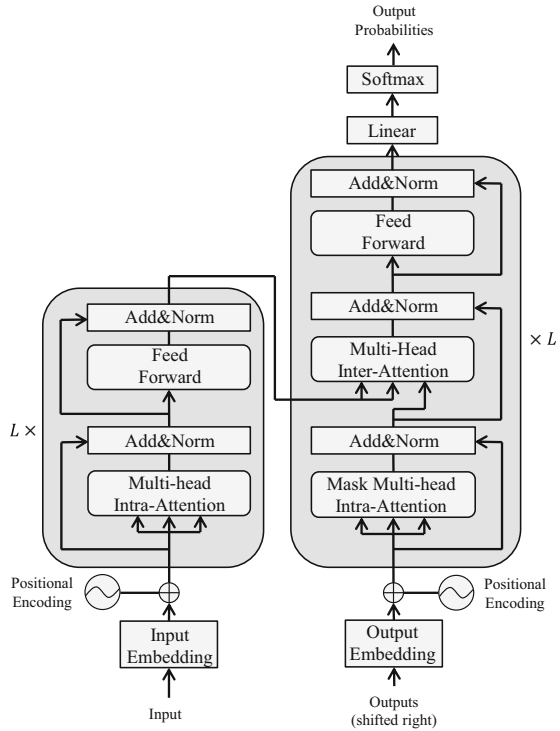 Output
Probabilities
Softmax
Linear
Add&Norm
Feed
Forward
Add&Norm
Multi-Head
Inter-Attention
× L
Add&Norm
Mask Multi-head
Intra-Attention
Positional
Encoding
Output
Embedding
Outputs
(shifted right)
Add&Norm
Feed
Forward
L ×
Add&Norm
Multi-head
Intra-Attention
Positional
Encoding
Input
Embedding
Input